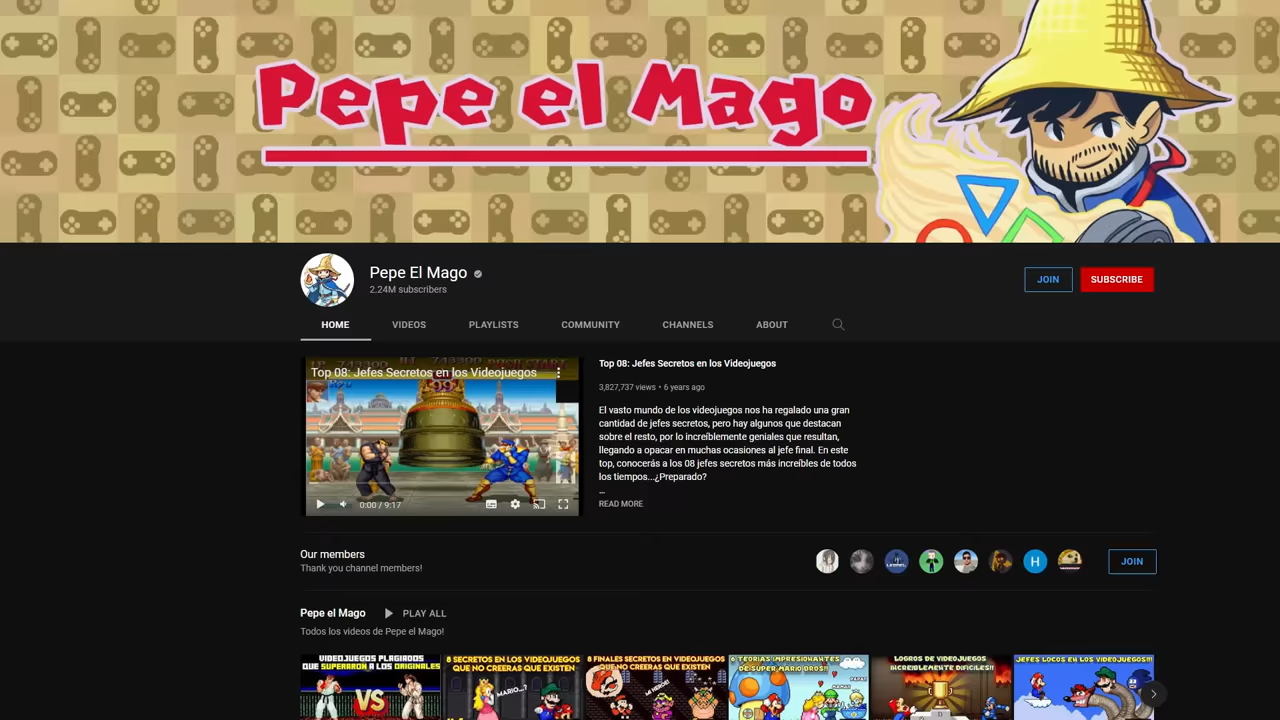 Pepe el Mago
Pepe El Mago
2.24M subscribers
JOIN
SUBSCRIBE
HOME
VIDEOS
PLAYLISTS
COMMUNITY
CHANNELS
ABOUT
Top 08: Jefes Secretos en los Videojuegos
0:00 / 9:17
Top 08: Jefes Secretos en los Videojuegos
3,827,737 views • 6 years ago
El vasto mundo de los videojuegos nos ha regalado una gran
cantidad de jefes secretos, pero hay algunos que destacan
sobre el resto, por lo increíblemente geniales que resultan,
llegando a opacar en muchas ocasiones al jefe final. En este
top, conocerás a los 08 jefes secretos más increíbles de todos
los tiempos...¿Preparado?
...
READ MORE
Our members
Thank you channel members!
H
JOIN
Pepe el Mago
PLAY ALL
Todos los videos de Pepe el Mago!
VIDEOJUEGOS PLAGIADOS
QUE SUPERARON A LOS ORIGINALES
VS
8 SECRETOS EN LOS VIDEOJUEGOS
QUE NO CREERAS QUE EXISTEN
MARIO...?
8 FINALES SECRETOS EN VIDEOJUEGOS
QUE NO CREERAS QUE EXISTEN
MI HEROE!
6 TEORIAS IMPRESIONANTES
DE SUPER MARIO BROS!!
LOGROS DE VIDEOJUEGOS
INCREIBLEMENTE DIFICILES!!
JEFES LOCOS EN LOS VIDEOJUEGOS!!